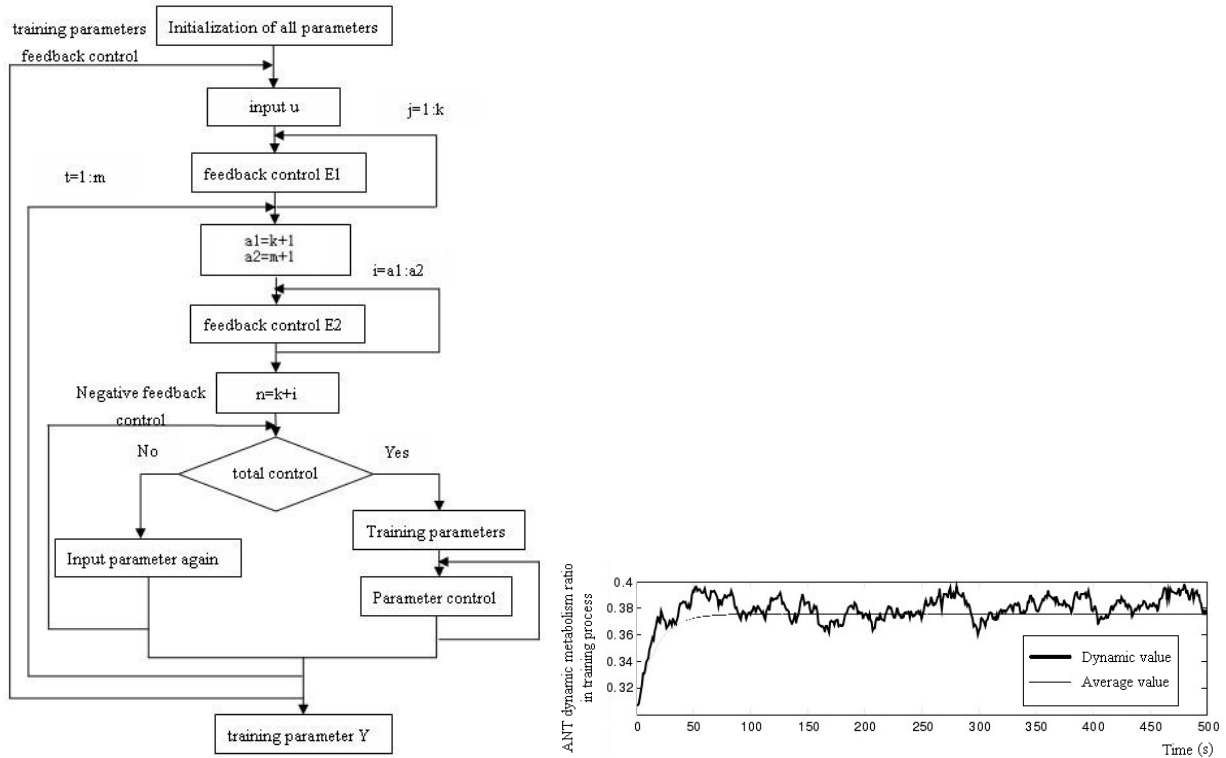 Initialization of all parameters
training parameters
feedback control
input u
j=1:k
feedback control E1
t=1:m
a1=k+1
a2=m+1
i=a1:a2
feedback control E2
n=k+i
Negative feedback
control
No
Yes
total control
Training parameters
Input parameter again
Parameter control
training parameter Y
ANT dynamic metabolism ratio
in training process
0.4
0.38
0.36
0.34
0.32
Dynamic value
Average value
0 50 100 150 200 250 300 350 400 450 500
Time (s)